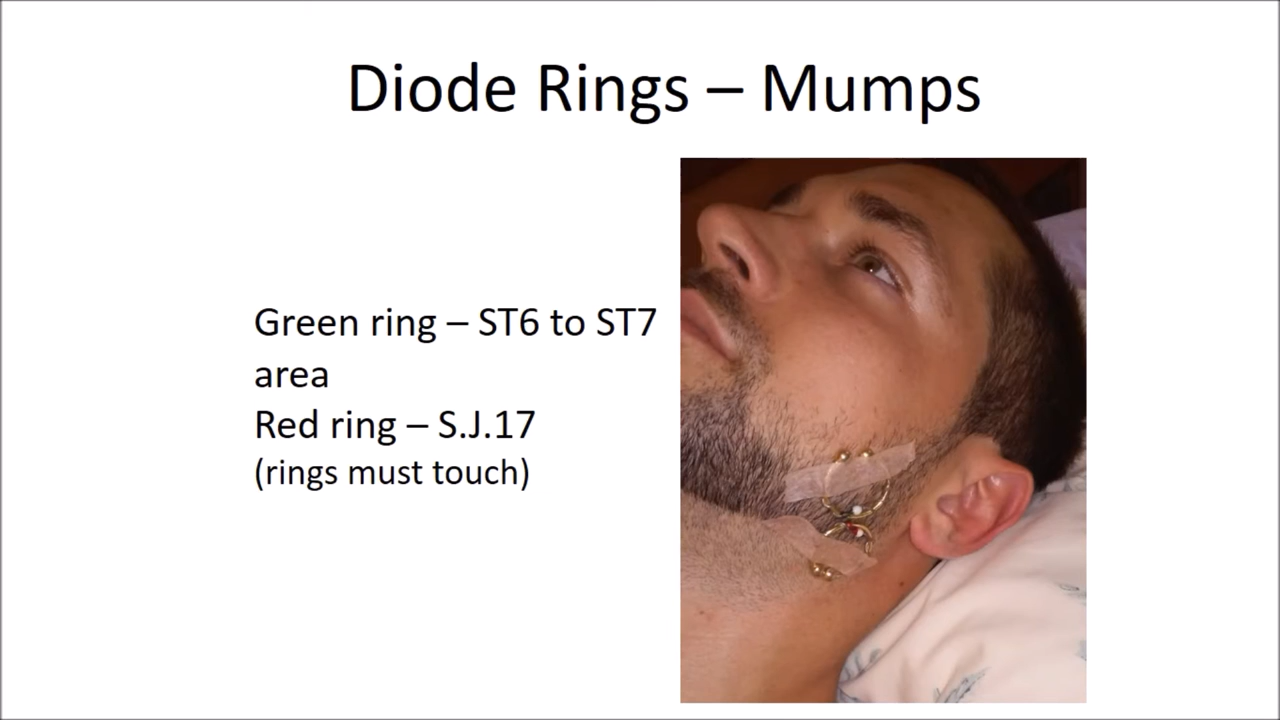 Diode Rings – Mumps
Green ring – ST6 to ST7
area
Red ring – S.J.17
(rings must touch)